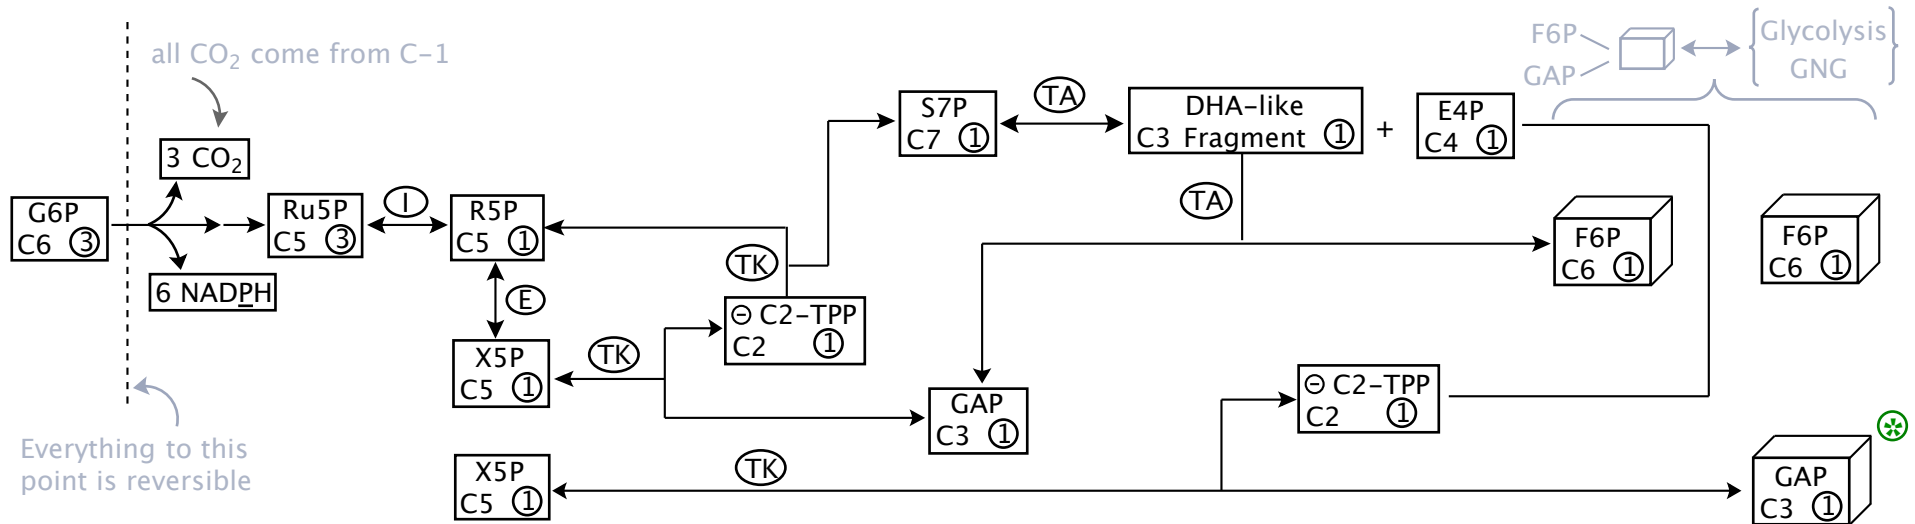 all CO₂ come from C–1
F6P
GAP
Glycolysis
GNG
G6P
C6 ③
3 CO₂
6 NADPH
Ru5P
C5 ③
I
R5P
C5 ①
E
X5P
C5 ①
TK
TK
⊖ C2–TPP
C2 ①
S7P
C7 ①
TA
DHA–like
C3 Fragment ①
+
E4P
C4 ①
TA
F6P
C6 ①
F6P
C6 ①
GAP
C3 ①
⊖ C2–TPP
C2 ①
X5P
C5 ①
TK
GAP
C3 ①
Everything to this
point is reversible